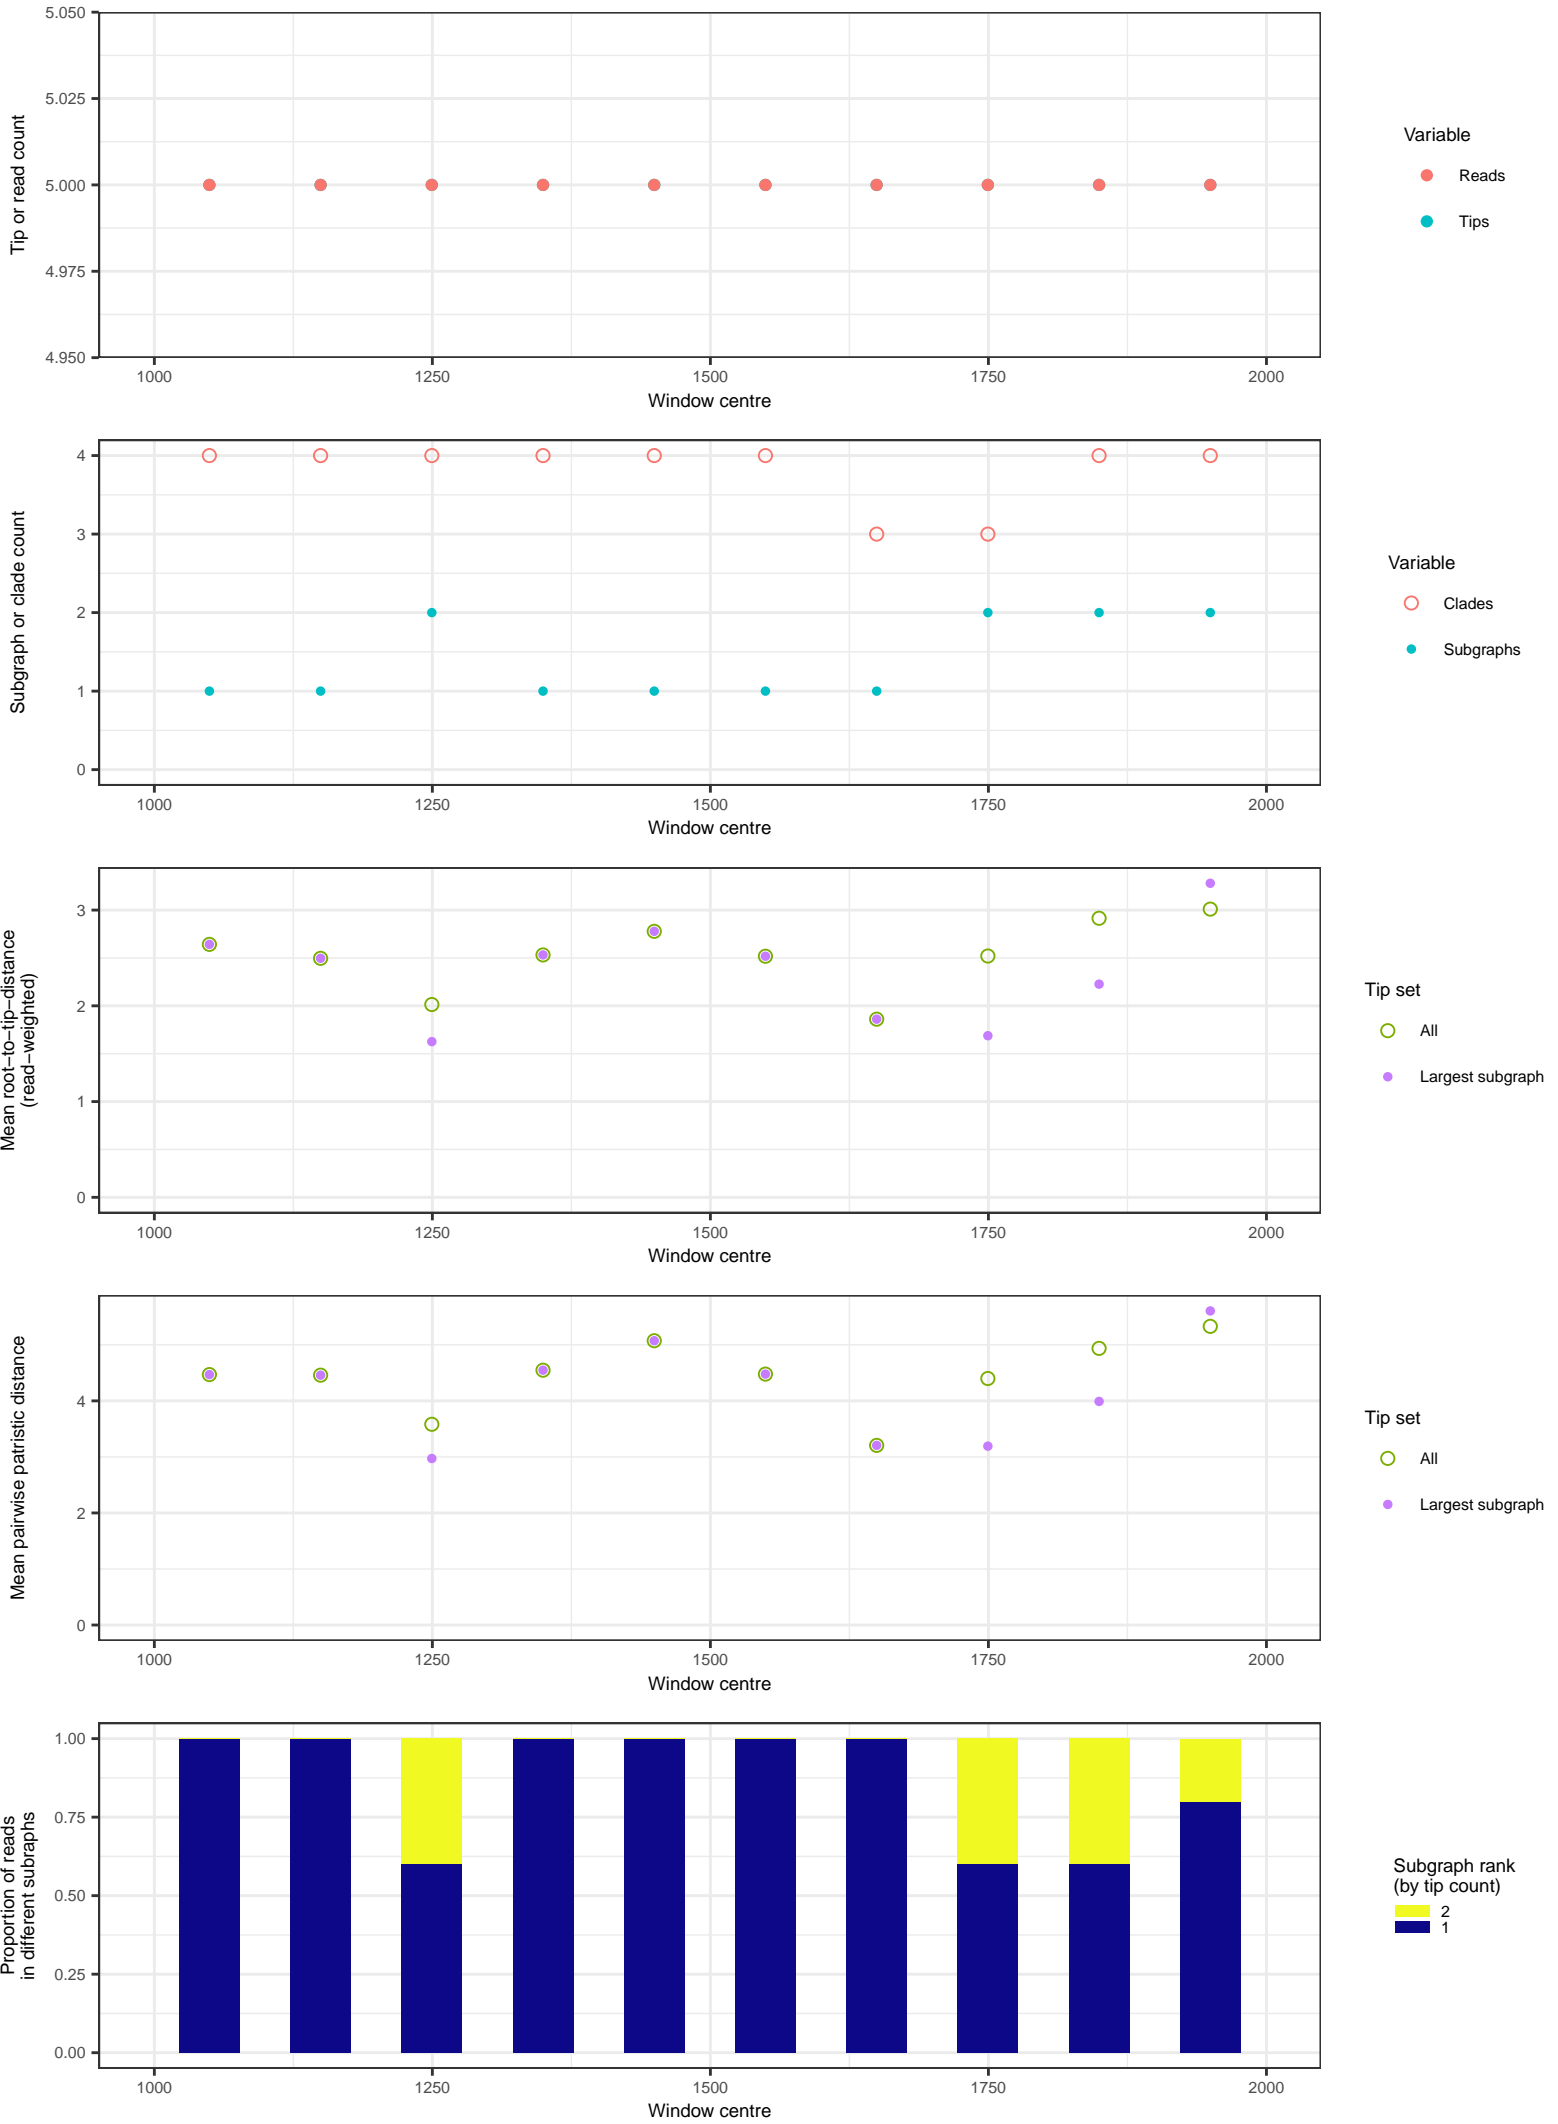 5.050
5.025
5.000
4.975
4.950
Tip or read count
1000 1250 1500 1750 2000
Window centre
Variable
Reads
Tips
4
3
2
1
0
Subgraph or clade count
1000 1250 1500 1750 2000
Window centre
Variable
Clades
Subgraphs
3
2
1
0
Mean root−to−tip−distance
(read−weighted)
1000 1250 1500 1750 2000
Window centre
Tip set
All
Largest subgraph
4
2
0
Mean pairwise patristic distance
1000 1250 1500 1750 2000
Window centre
Tip set
All
Largest subgraph
1.00
0.75
0.50
0.25
0.00
Proportion of reads
in different subraphs
1000 1250 1500 1750 2000
Window centre
Subgraph rank
(by tip count)
2
1